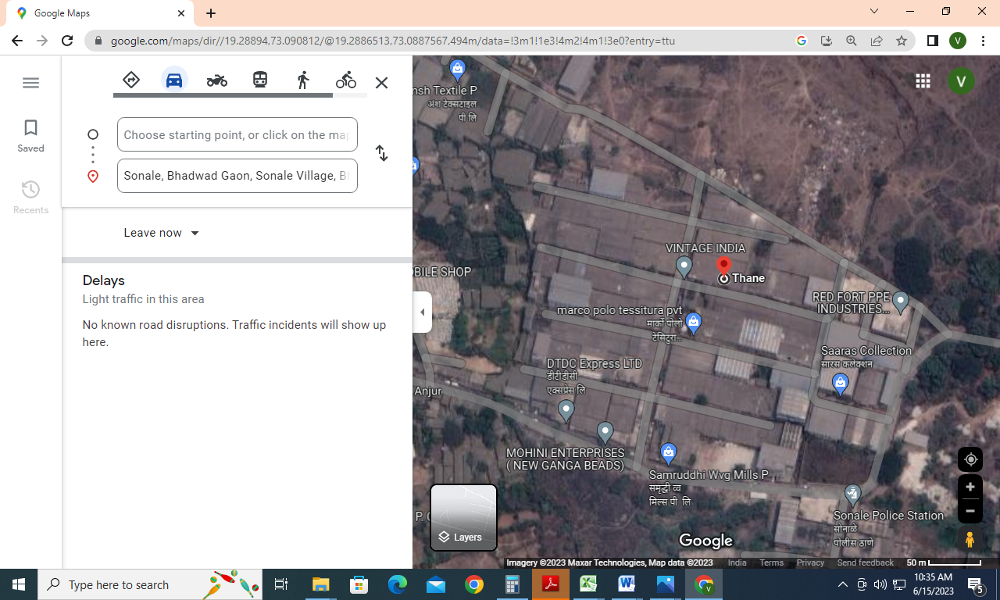 Google Maps
google.com/maps/dir//19.28894,73.090812/@19.2886513,73.0887567,494m/data=!3m1!1e3!4m2!4m1!3e0?entry=ttu
V
Saved
Recents
Choose starting point, or click on the ma
Sonale, Bhadwad Gaon, Sonale Village, B
Leave now
Delays
Light traffic in this area
No known road disruptions. Traffic incidents will show up
here.
V
nsh Textile P
अंश टेक्सटाइल
पी लि
VINTAGE INDIA
Thane
BILE SHOP
RED FORT PPE
INDUSTRIES...
marco polo tessitura pvt
मार्को पोलो
टेसिटुरा...
Saaras Collection
सारस कलेक्शन
DTDC Express LTD
डीटीडीसी
एक्सप्रेस लि
Anjur
MOHINI ENTERPRISES
( NEW GANGA BEADS)
Samruddhi Wvg Mills P
समृद्धी व्व
मिल्स पी. लि
Sonale Police Station
सोनाळे
पोलीस ठाणे
P.
Layers
Google
Imagery ©2023 Maxar Technologies, Map data ©2023 India Terms Privacy Send feedback 50 m
Type here to search
10:35 AM
6/15/2023
5